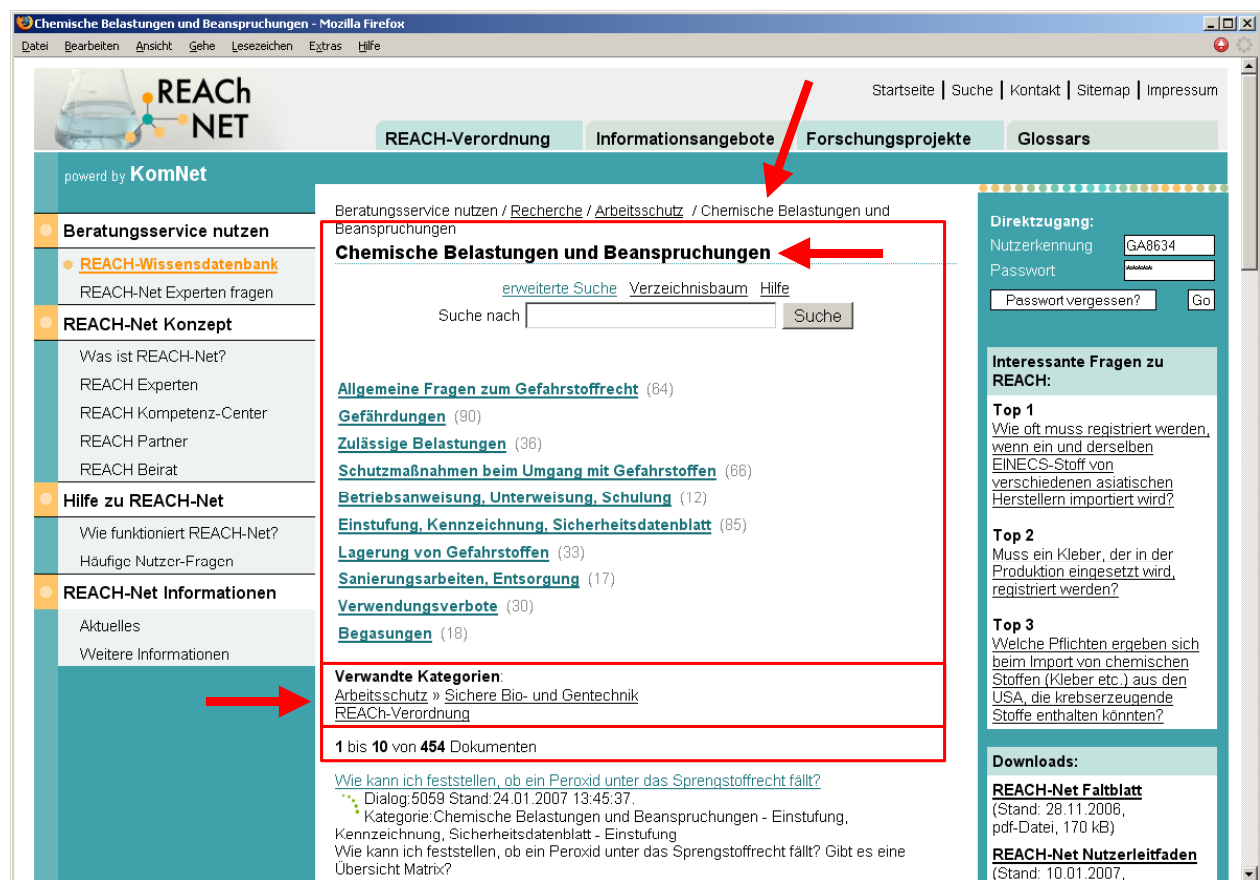 Chemische Belastungen und Beanspruchungen - Mozilla Firefox
Datei Bearbeiten Ansicht Gehe Lesezeichen Extras Hilfe
REACh
NET
Startseite | Suche | Kontakt | Sitemap | Impressum
REACH-Verordnung Informationsangebote Forschungsprojekte Glossars
powerd by KomNet
Beratungsservice nutzen
REACH-Wissensdatenbank
REACH-Net Experten fragen
REACH-Net Konzept
Was ist REACH-Net?
REACH Experten
REACH Kompetenz-Center
REACH Partner
REACH Beirat
Hilfe zu REACH-Net
Wie funktioniert REACH-Net?
Häufige Nutzer-Fragen
REACH-Net Informationen
Aktuelles
Weitere Informationen
Beratungsservice nutzen / Recherche / Arbeitsschutz / Chemische Belastungen und
Beanspruchungen
Chemische Belastungen und Beanspruchungen
erweiterte Suche Verzeichnisbaum Hilfe
Suche nach Suche
Allgemeine Fragen zum Gefahrstoffrecht (64)
Gefährdungen (90)
Zulässige Belastungen (36)
Schutzmaßnahmen beim Umgang mit Gefahrstoffen (66)
Betriebsanweisung, Unterweisung, Schulung (12)
Einstufung, Kennzeichnung, Sicherheitsdatenblatt (85)
Lagerung von Gefahrstoffen (33)
Sanierungsarbeiten, Entsorgung (17)
Verwendungsverbote (30)
Begasungen (18)
Verwandte Kategorien:
Arbeitsschutz » Sichere Bio- und Gentechnik
REACh-Verordnung
1 bis 10 von 454 Dokumenten
Wie kann ich feststellen, ob ein Peroxid unter das Sprengstoffrecht fällt?
Dialog:5059 Stand:24.01.2007 13:45:37.
Kategorie:Chemische Belastungen und Beanspruchungen - Einstufung,
Kennzeichnung, Sicherheitsdatenblatt - Einstufung
Wie kann ich feststellen, ob ein Peroxid unter das Sprengstoffrecht fällt? Gibt es eine
Übersicht Matrix?
Direktzugang:
Nutzerkennung GA8634
Passwort
Passwort vergessen? Go
Interessante Fragen zu
REACH:
Top 1
Wie oft muss registriert werden,
wenn ein und derselben
EINECS-Stoff von
verschiedenen asiatischen
Herstellern importiert wird?
Top 2
Muss ein Kleber, der in der
Produktion eingesetzt wird,
registriert werden?
Top 3
Welche Pflichten ergeben sich
beim Import von chemischen
Stoffen (Kleber etc.) aus den
USA, die krebserzeugende
Stoffe enthalten könnten?
Downloads:
REACH-Net Faltblatt
(Stand: 28.11.2006,
pdf-Datei, 170 kB)
REACH-Net Nutzerleitfaden
(Stand: 10.01.2007,